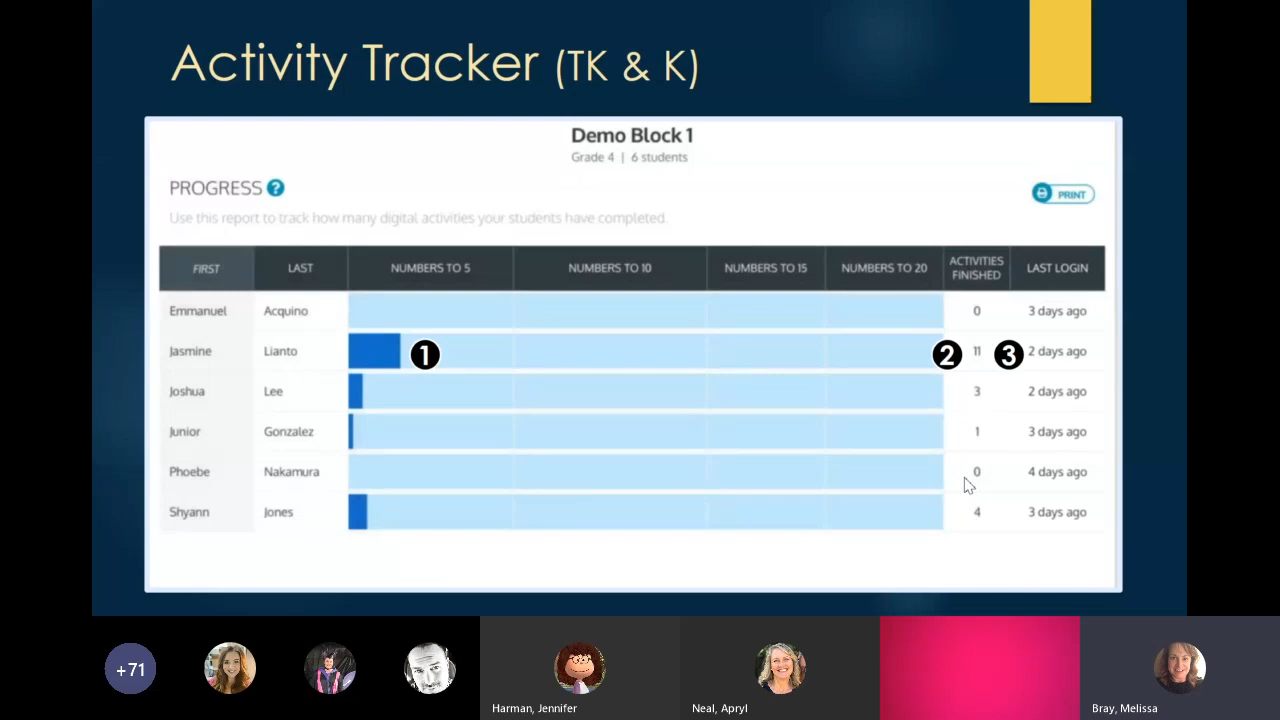 Activity Tracker (TK & K)
Demo Block 1
Grade 4 | 6 students
PROGRESS ?
PRINT
Use this report to track how many digital activities your students have completed.
FIRST LAST NUMBERS TO 5 NUMBERS TO 10 NUMBERS TO 15 NUMBERS TO 20 ACTIVITIES FINISHED LAST LOGIN
Emmanuel Acquino 0 3 days ago
Jasmine Lianto 1 2 11 3 2 days ago
Joshua Lee 3 2 days ago
Junior Gonzalez 1 3 days ago
Phoebe Nakamura 0 4 days ago
Shyann Jones 4 3 days ago
+71
Harman, Jennifer
Neal, Apryl
Bray, Melissa